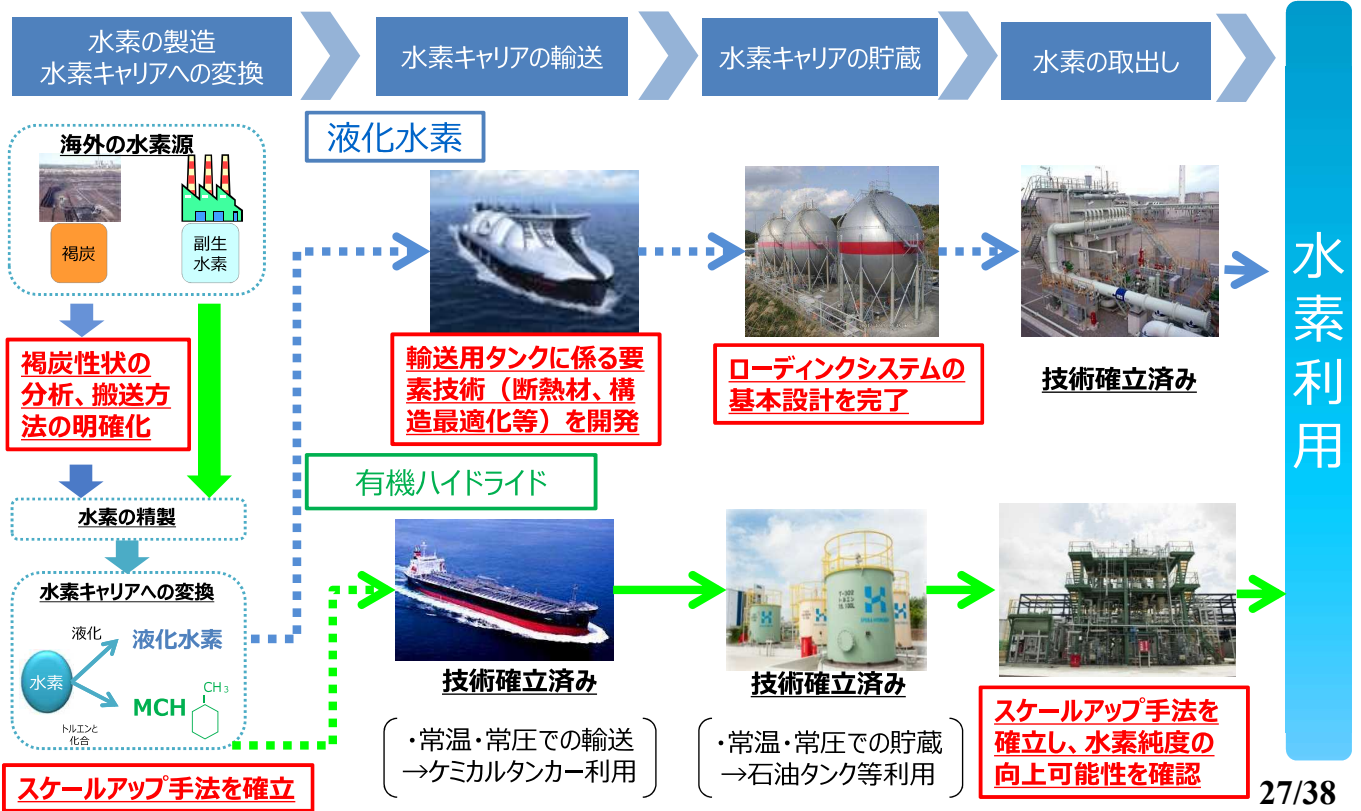 水素の製造
水素キャリアへの変換
水素キャリアの輸送
水素キャリアの貯蔵
水素の取出し
海外の水素源
褐炭
副生
水素
褐炭性状の
分析、搬送方
法の明確化
水素の精製
水素キャリアへの変換
液化
液化水素
水素
MCH
CH3
トルエンと
化合
スケールアップ手法を確立
液化水素
輸送用タンクに係る要
素技術（断熱材、構
造最適化等）を開発
ローディンクシステムの
基本設計を完了
技術確立済み
有機ハイドライド
技術確立済み
・常温・常圧での輸送
→ケミカルタンカー利用
技術確立済み
・常温・常圧での貯蔵
→石油タンク等利用
スケールアップ手法を
確立し、水素純度の
向上可能性を確認
水素利用
27/38